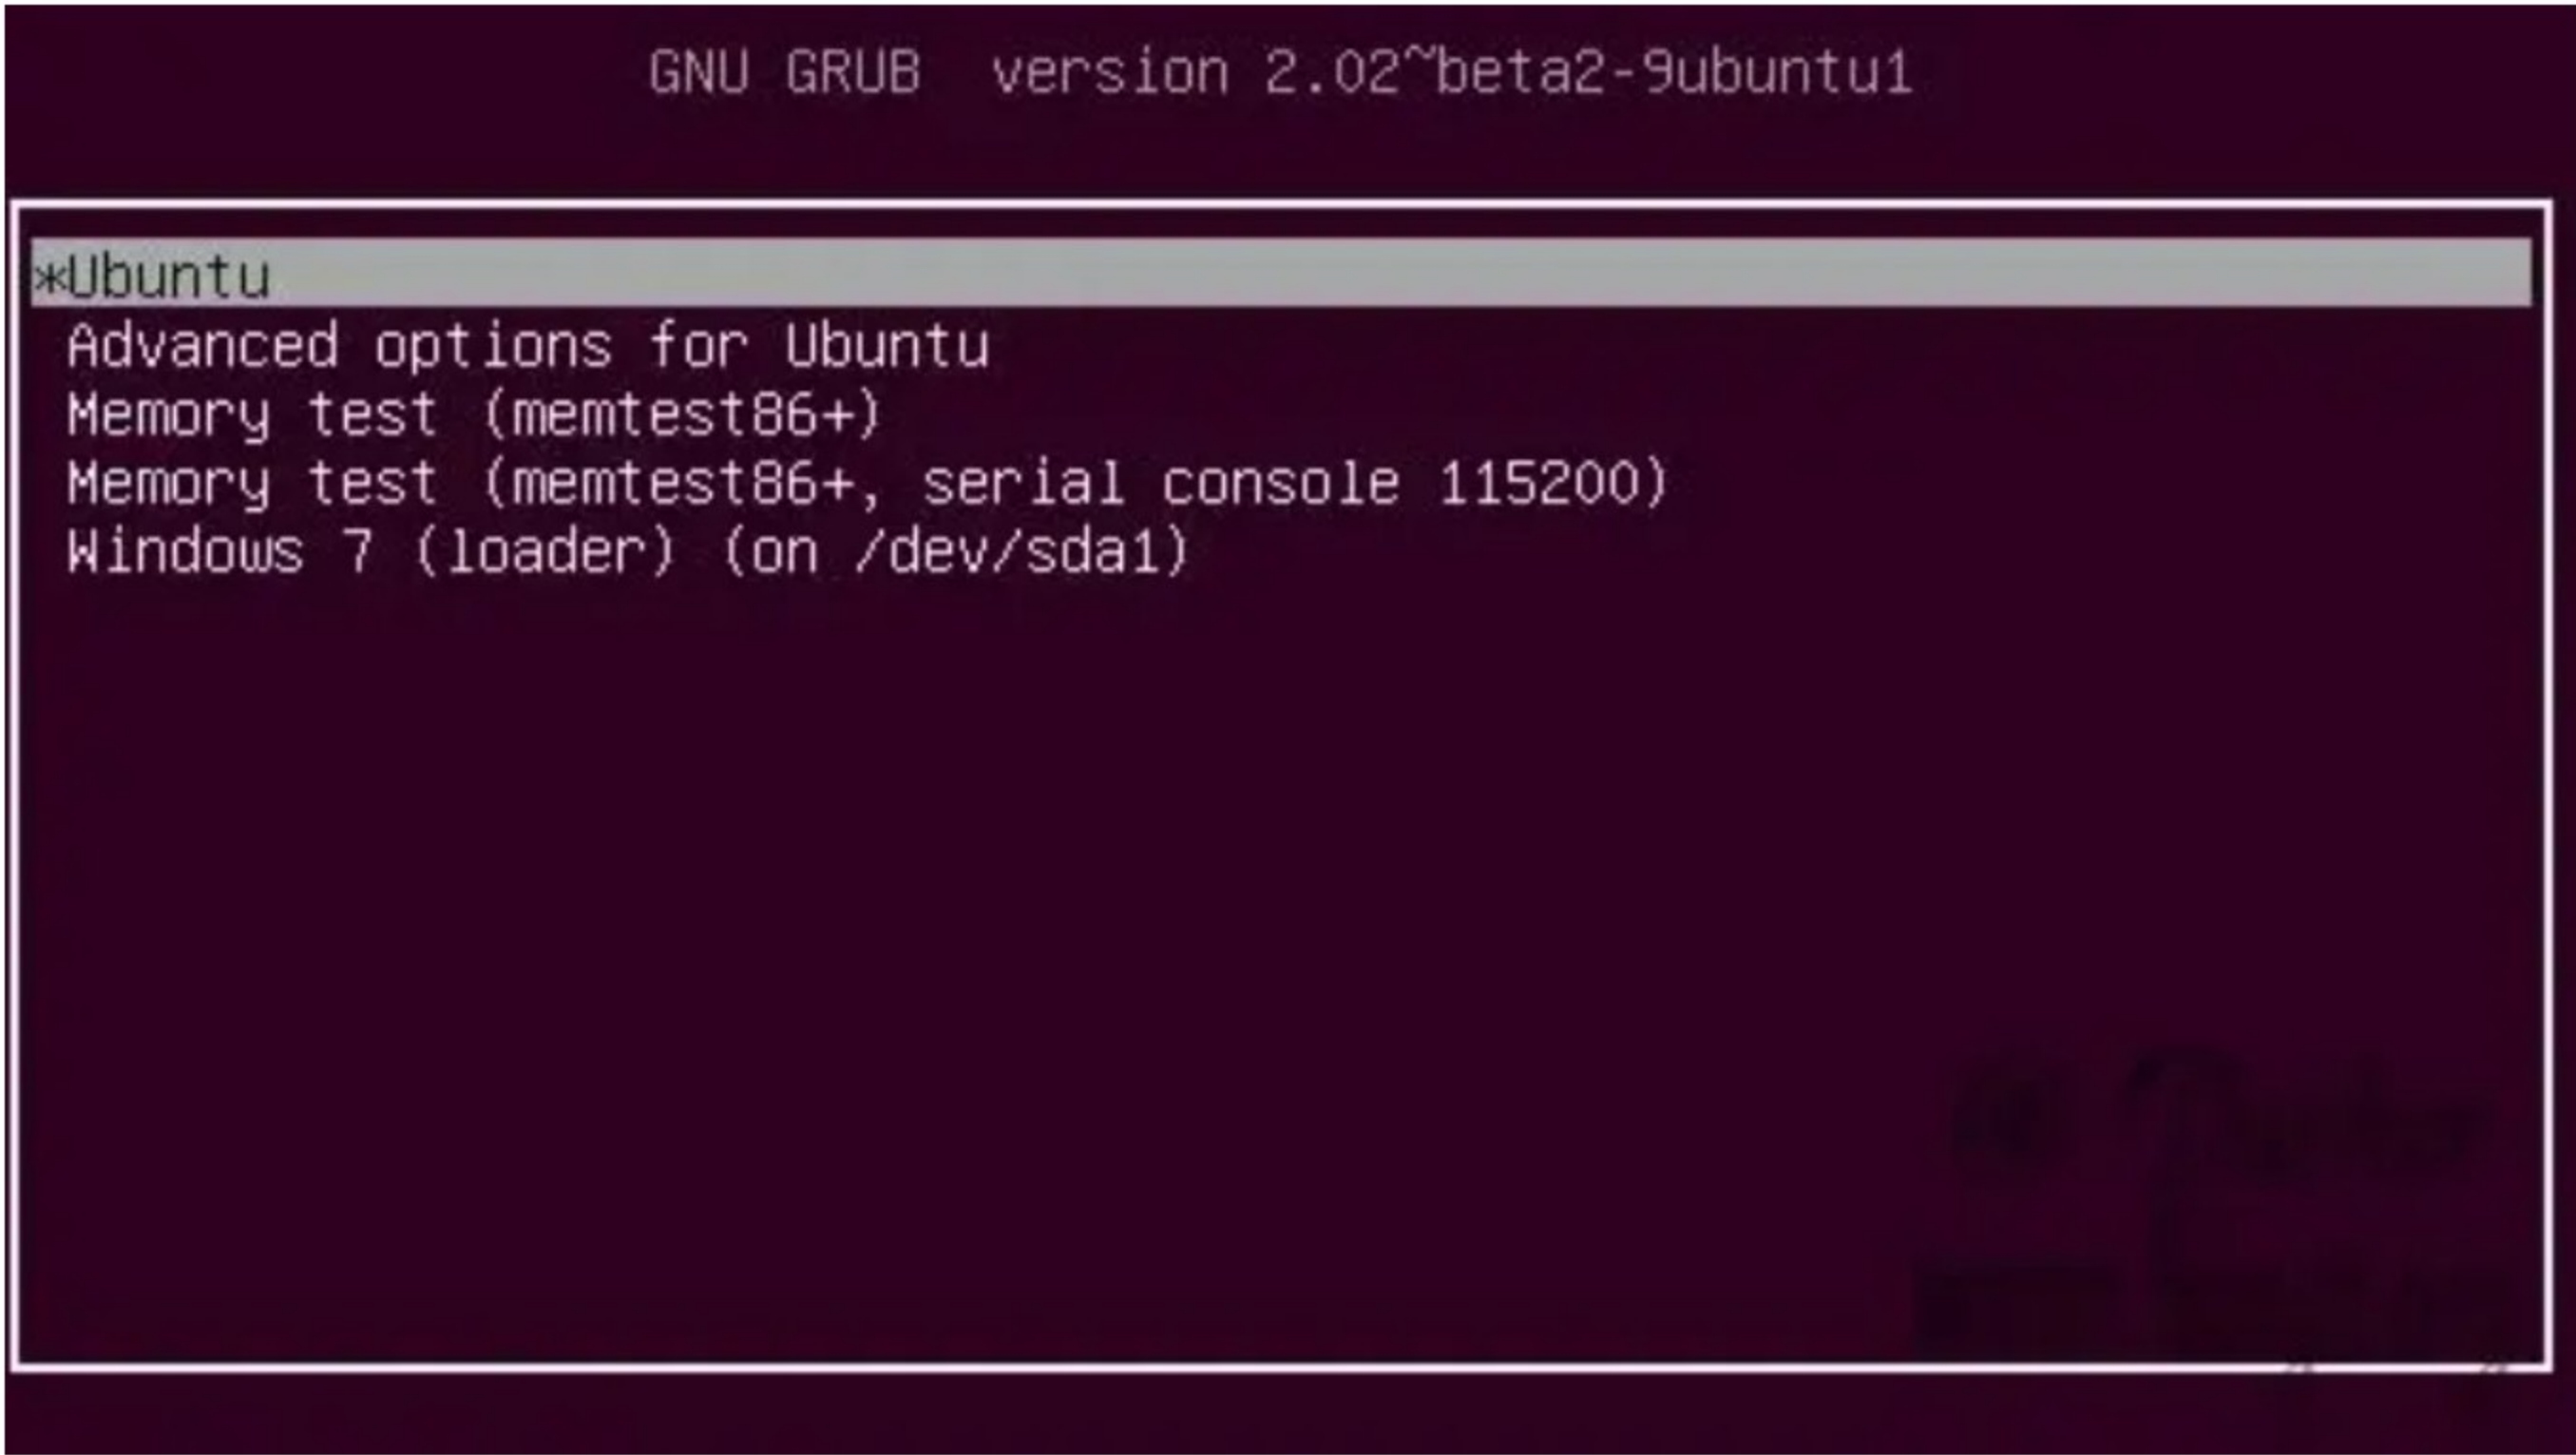 GNU GRUB  version 2.02~beta2-9ubuntu1
*Ubuntu
Advanced options for Ubuntu
Memory test (memtest86+)
Memory test (memtest86+, serial console 115200)
Windows 7 (loader) (on /dev/sda1)